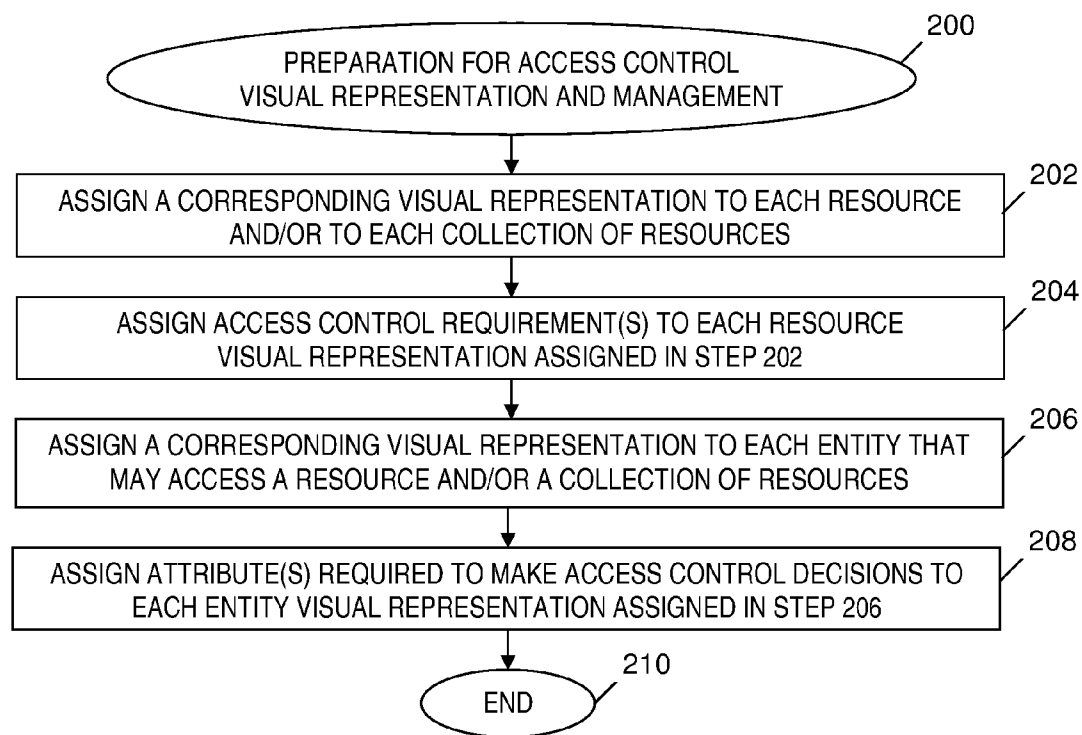 200
PREPARATION FOR ACCESS CONTROL
VISUAL REPRESENTATION AND MANAGEMENT
202
ASSIGN A CORRESPONDING VISUAL REPRESENTATION TO EACH RESOURCE
AND/OR TO EACH COLLECTION OF RESOURCES
204
ASSIGN ACCESS CONTROL REQUIREMENT(S) TO EACH RESOURCE
VISUAL REPRESENTATION ASSIGNED IN STEP 202
206
ASSIGN A CORRESPONDING VISUAL REPRESENTATION TO EACH ENTITY THAT
MAY ACCESS A RESOURCE AND/OR A COLLECTION OF RESOURCES
208
ASSIGN ATTRIBUTE(S) REQUIRED TO MAKE ACCESS CONTROL DECISIONS TO
EACH ENTITY VISUAL REPRESENTATION ASSIGNED IN STEP 206
210
END